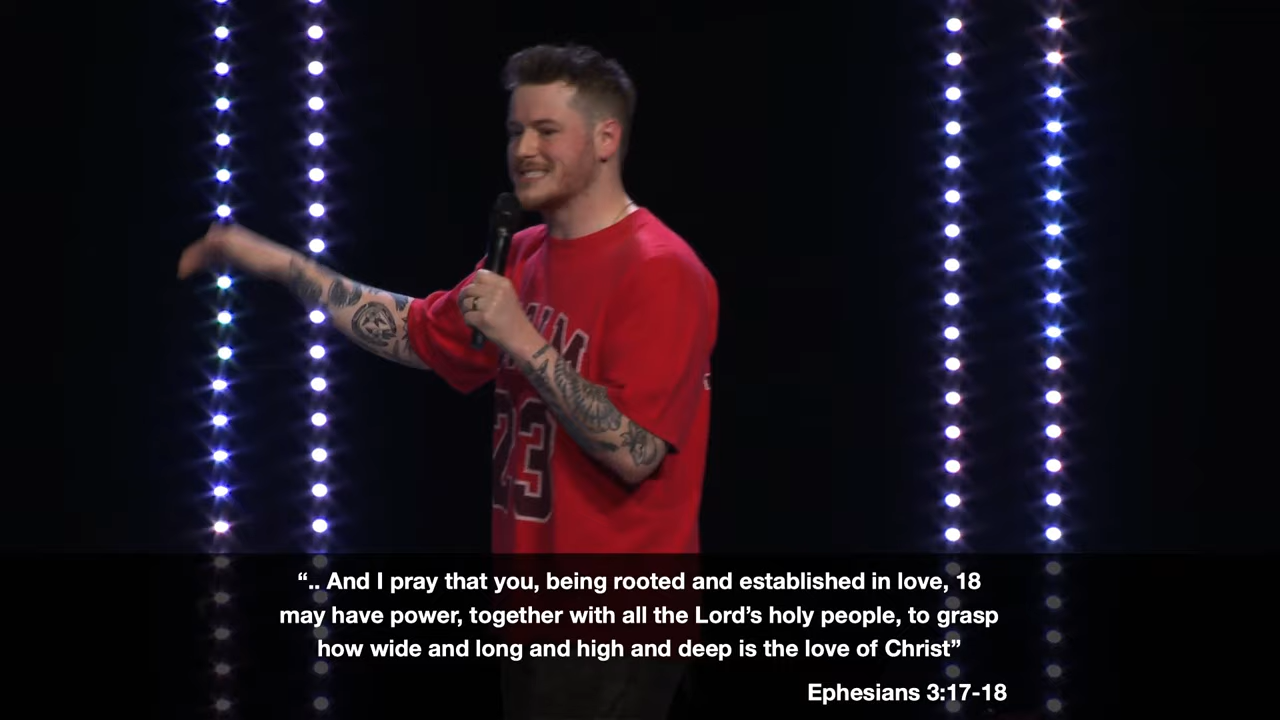 23
“.. And I pray that you, being rooted and established in love, 18
may have power, together with all the Lord’s holy people, to grasp
how wide and long and high and deep is the love of Christ”
Ephesians 3:17-18